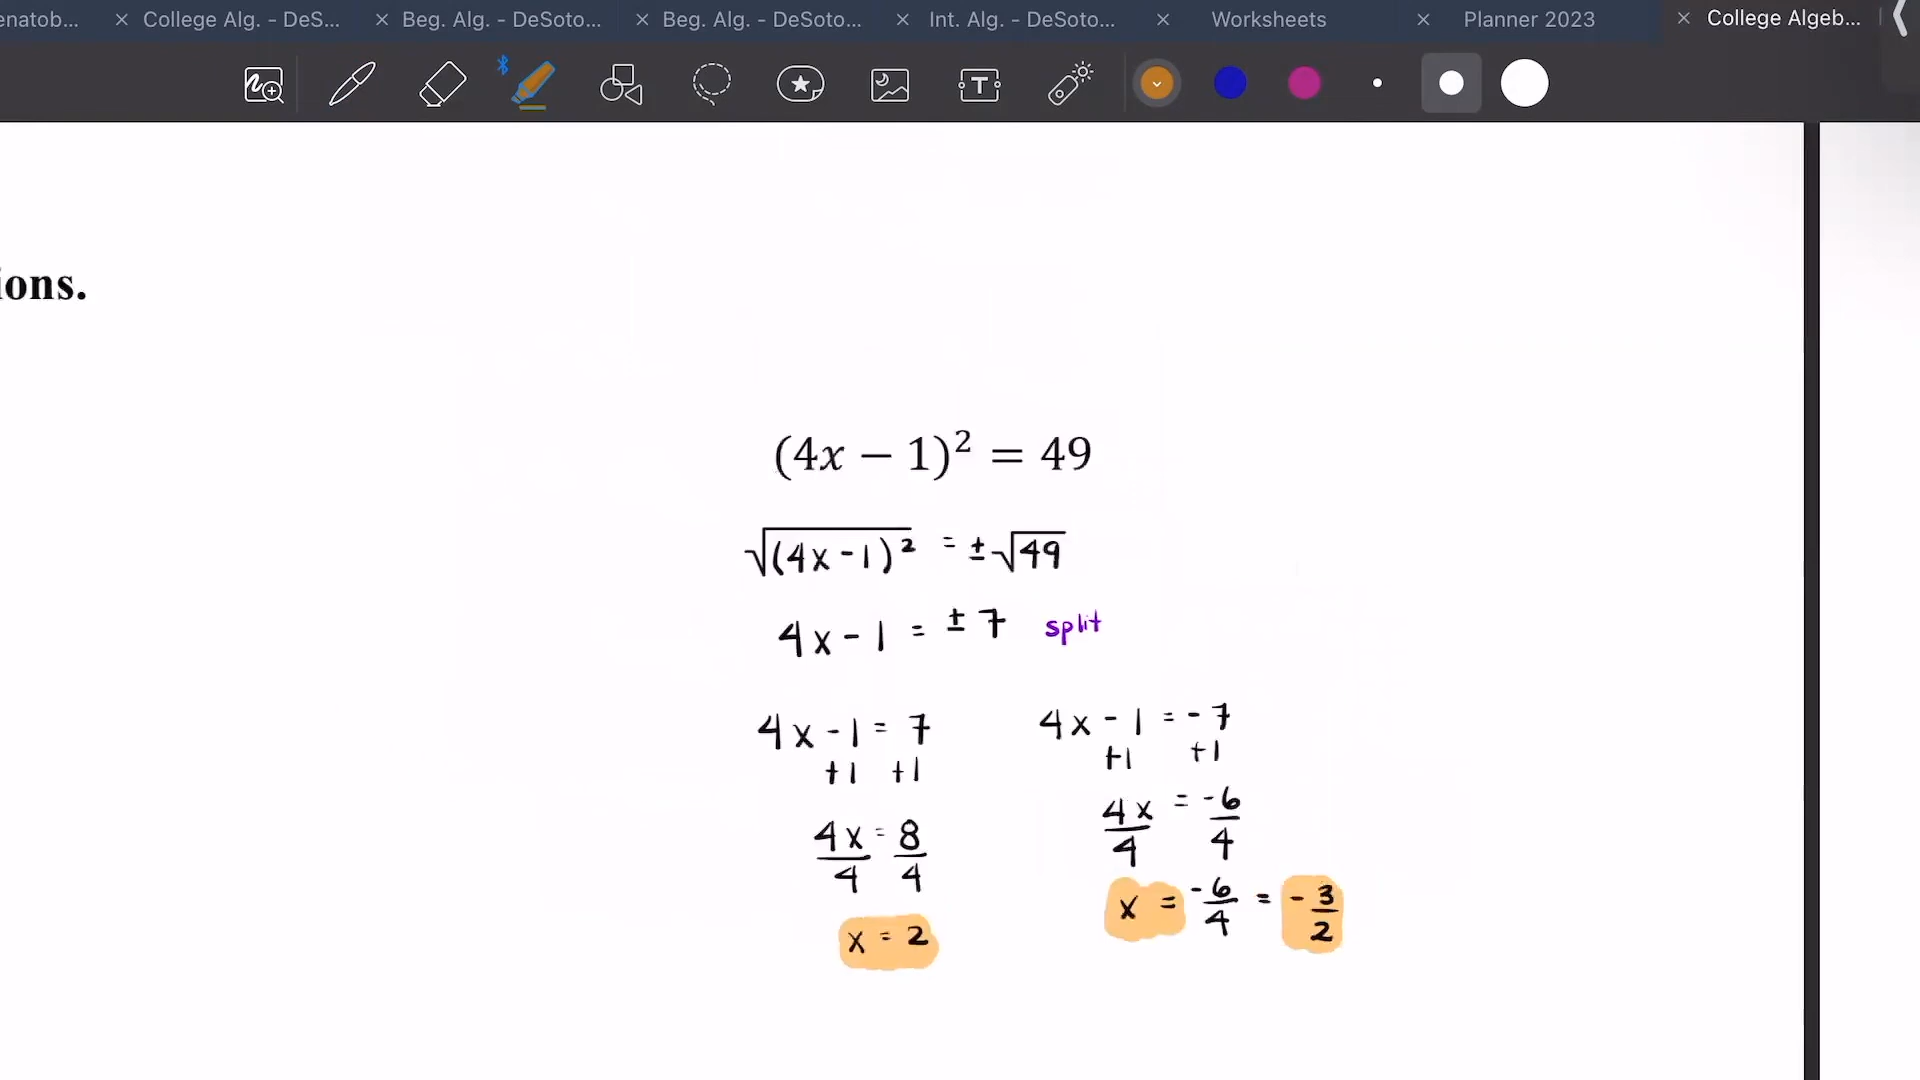 enatob... × College Alg. - DeS... × Beg. Alg. - DeSoto... × Beg. Alg. - DeSoto... × Int. Alg. - DeSoto... × Worksheets × Planner 2023 × College Algeb...
T
ions.
(4x − 1)² = 49
√(4x-1)² = ±√49
4x-1 = ±7 split
4x-1 = 7 4x-1 = -7
+1 +1 +1 +1
4x/4 = 8/4 4x/4 = -6/4
x = 2 x = -6/4 = -3/2